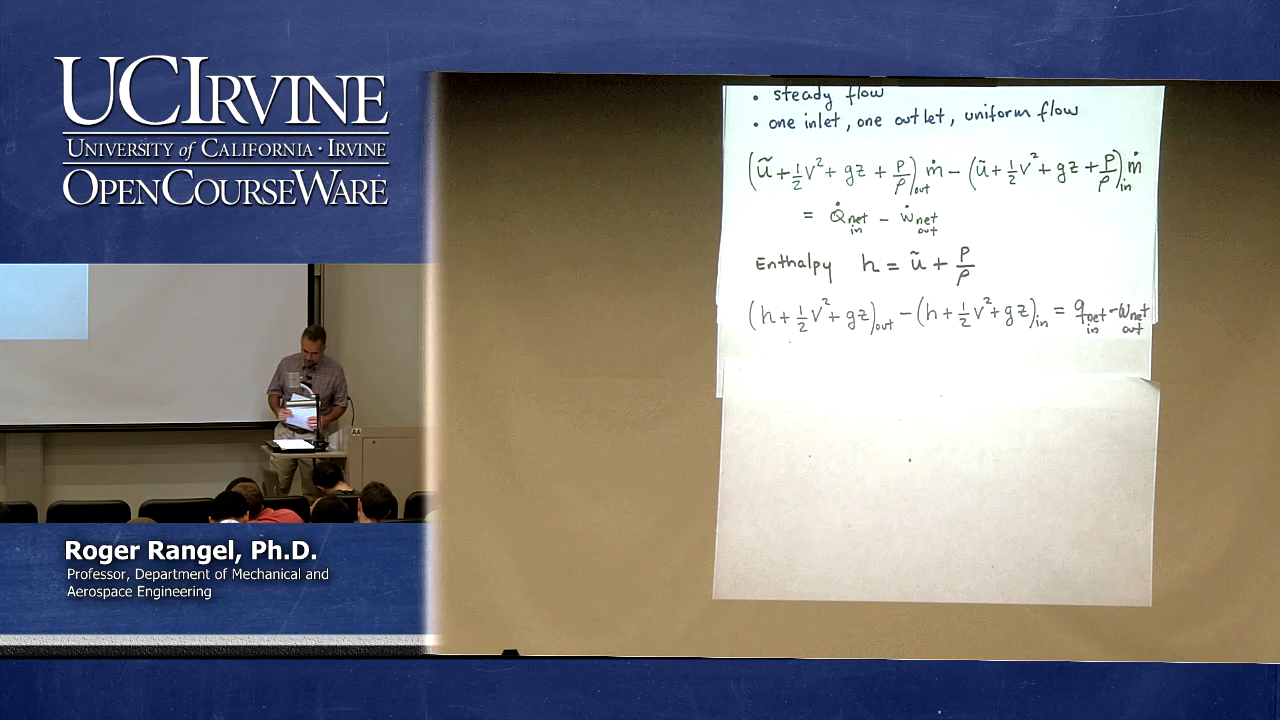 UCIRVINE
UNIVERSITY of CALIFORNIA · IRVINE
OPENCOURSEWARE
• steady flow
• one inlet, one outlet, uniform flow
(ũ + ½V² + gz + P/ρ)out ṁ − (ũ + ½V² + gz + P/ρ)in ṁ
= Q̇net in − Ẇnet out
Enthalpy h = ũ + P/ρ
(h + ½V² + gz)out − (h + ½V² + gz)in = qnet in − wnet out
AA
Roger Rangel, Ph.D.
Professor, Department of Mechanical and
Aerospace Engineering